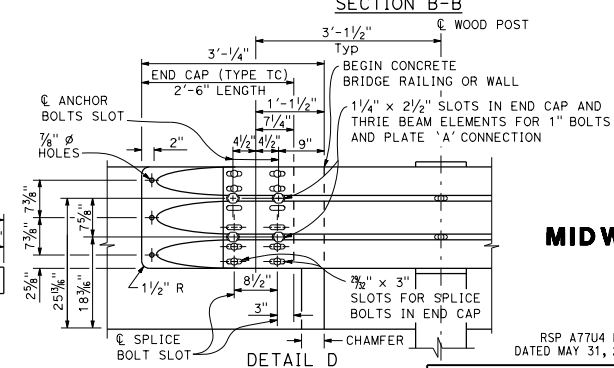 SECTION B-B
℄ WOOD POST
3'-1½"
Typ
3'-¼"
BEGIN CONCRETE
BRIDGE RAILING OR WALL
END CAP (TYPE TC)
2'-6" LENGTH
℄ ANCHOR
BOLTS SLOT
1'-1½"
7¼"
1¼" x 2½" SLOTS IN END CAP AND
THRIE BEAM ELEMENTS FOR 1" BOLTS
AND PLATE 'A' CONNECTION
⅞" Ø
HOLES
2"
4½" 4½" 9"
7⅝"
7⅝"
7⅝"
2⅝"
25¹³⁄₁₆"
18³⁄₁₆"
MIDW
1½" R
8½"
²⁹⁄₃₂" x 3"
SLOTS FOR SPLICE
BOLTS IN END CAP
3"
℄ SPLICE
BOLT SLOT
CHAMFER
DETAIL D
RSP A77U4
DATED MAY 31,